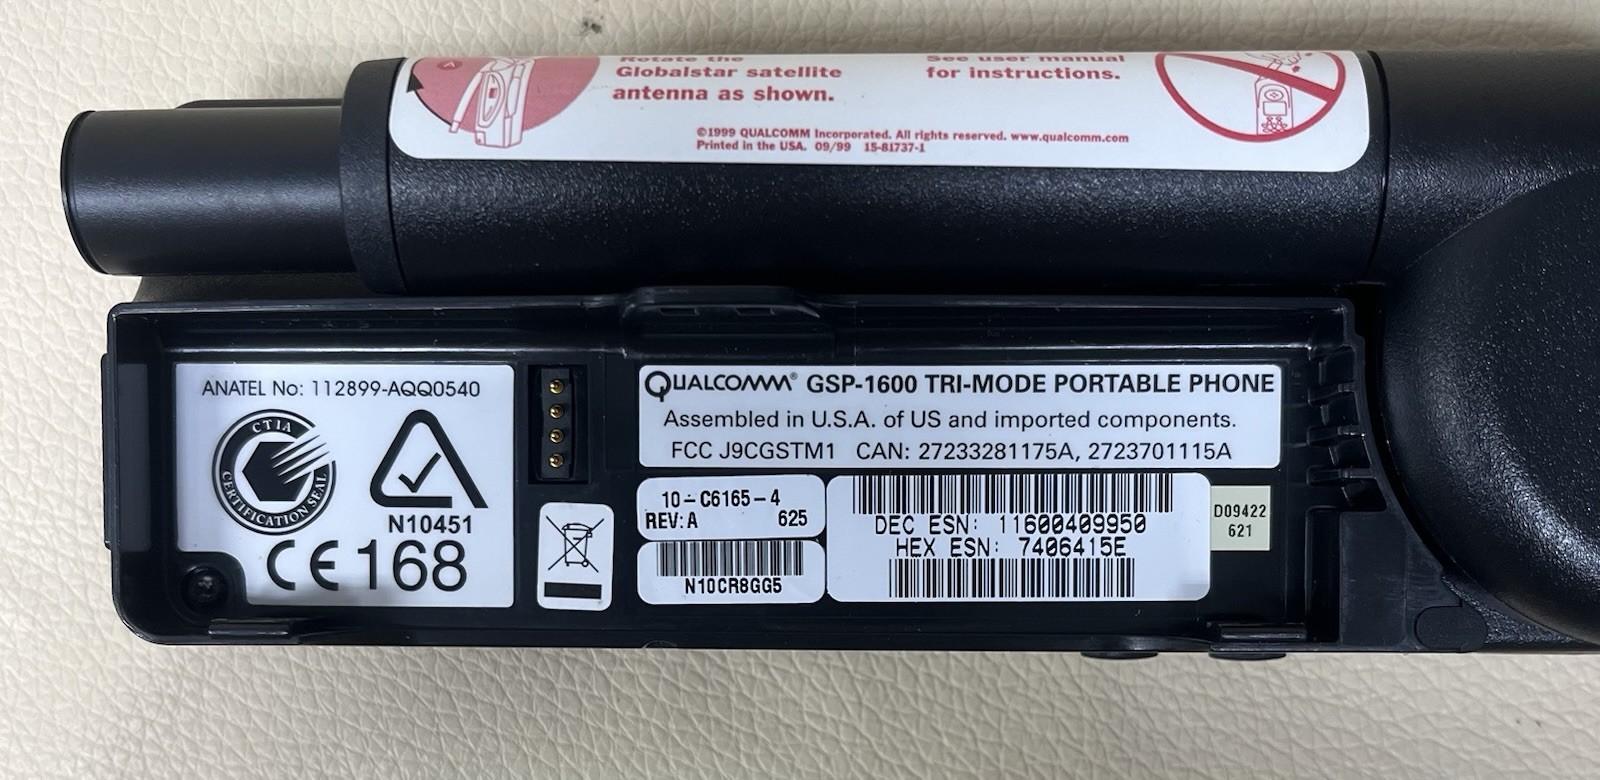 Rotate the
Globalstar satellite
antenna as shown.
See user manual
for instructions.
©1999 QUALCOMM Incorporated. All rights reserved. www.qualcomm.com
Printed in the USA. 09/99 15-81737-1
A
ANATEL No: 112899-AQQ0540
CTIA
CERTIFICATION SEAL
N10451
CE168
QUALCOMM® GSP-1600 TRI-MODE PORTABLE PHONE
Assembled in U.S.A. of US and imported components.
FCC J9CGSTM1 CAN: 27233281175A, 2723701115A
10-C6165-4
REV: A 625
N10CR8GG5
DEC ESN: 11600409950
HEX ESN: 7406415E
D09422
621